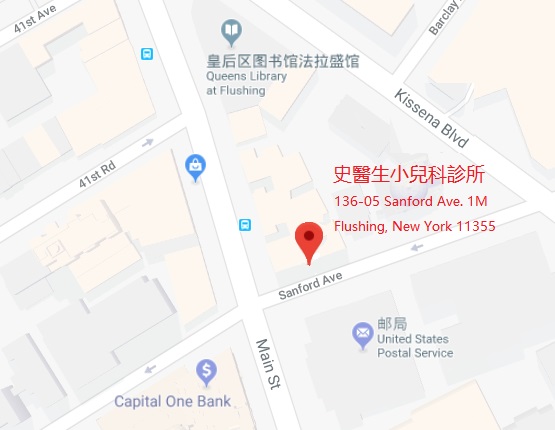 41st Ave
Barclay
皇后区图书馆法拉盛馆
Queens Library
at Flushing
Kissena Blvd
41st Rd
史醫生小兒科診所
136-05 Sanford Ave. 1M
Flushing, New York 11355
Sanford Ave
邮局
United States
Postal Service
Main St
Capital One Bank